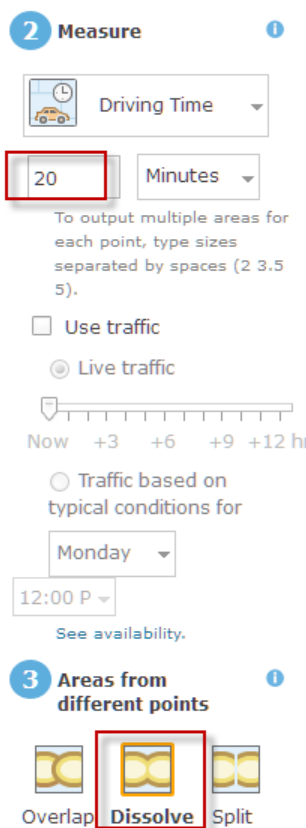 2 Measure
Driving Time
20 Minutes
To output multiple areas for
each point, type sizes
separated by spaces (2 3.5
5).
Use traffic
Live traffic
Now +3 +6 +9 +12 hr
Traffic based on
typical conditions for
Monday
12:00 P
See availability.
3 Areas from
different points
Overlap Dissolve Split